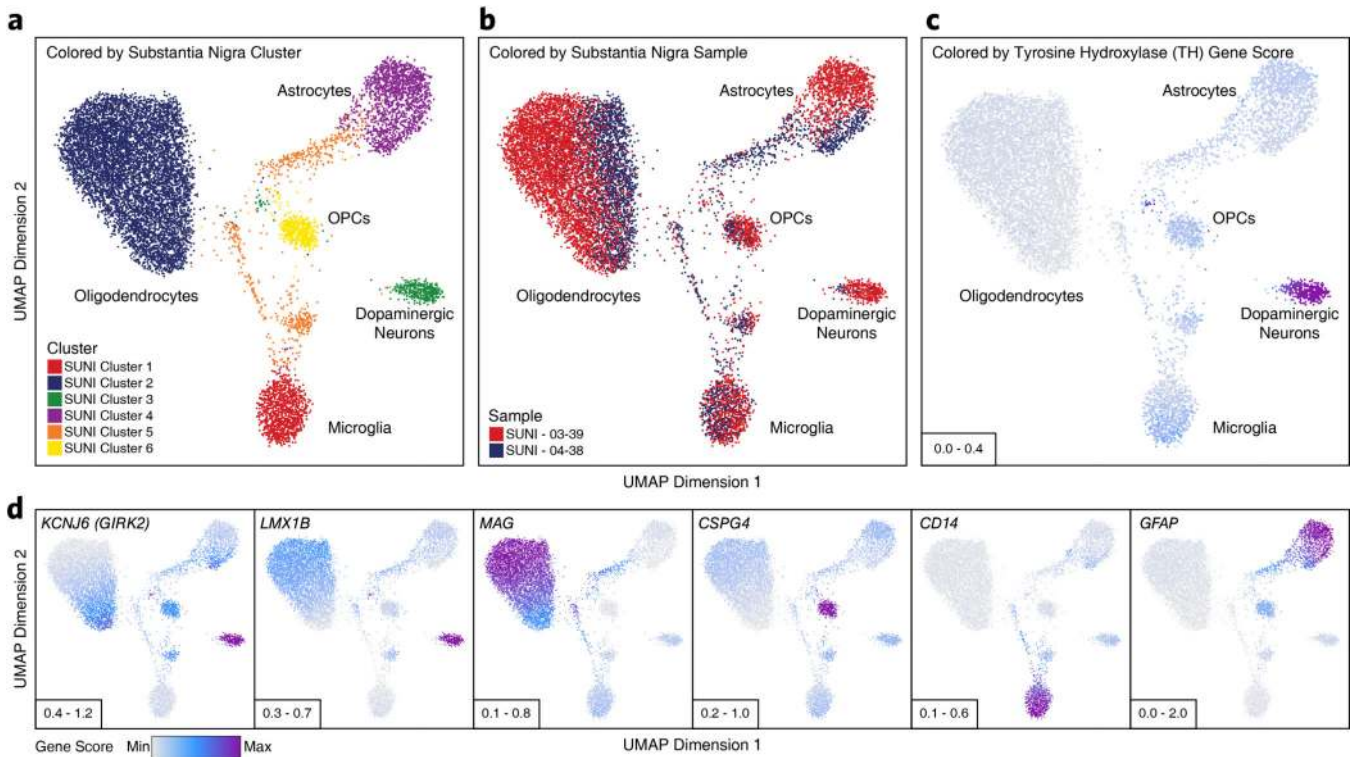 a
b
c
Colored by Substantia Nigra Cluster
Astrocytes
OPCs
Oligodendrocytes
Dopaminergic
Neurons
Microglia
Cluster
SUNI Cluster 1
SUNI Cluster 2
SUNI Cluster 3
SUNI Cluster 4
SUNI Cluster 5
SUNI Cluster 6
UMAP Dimension 2
Colored by Substantia Nigra Sample
Astrocytes
OPCs
Oligodendrocytes
Dopaminergic
Neurons
Microglia
Sample
SUNI - 03-39
SUNI - 04-38
Colored by Tyrosine Hydroxylase (TH) Gene Score
Astrocytes
OPCs
Oligodendrocytes
Dopaminergic
Neurons
Microglia
0.0 - 0.4
UMAP Dimension 1
d
UMAP Dimension 2
KCNJ6 (GIRK2)
0.4 - 1.2
LMX1B
0.3 - 0.7
MAG
0.1 - 0.8
CSPG4
0.2 - 1.0
CD14
0.1 - 0.6
GFAP
0.0 - 2.0
Gene Score Min Max
UMAP Dimension 1